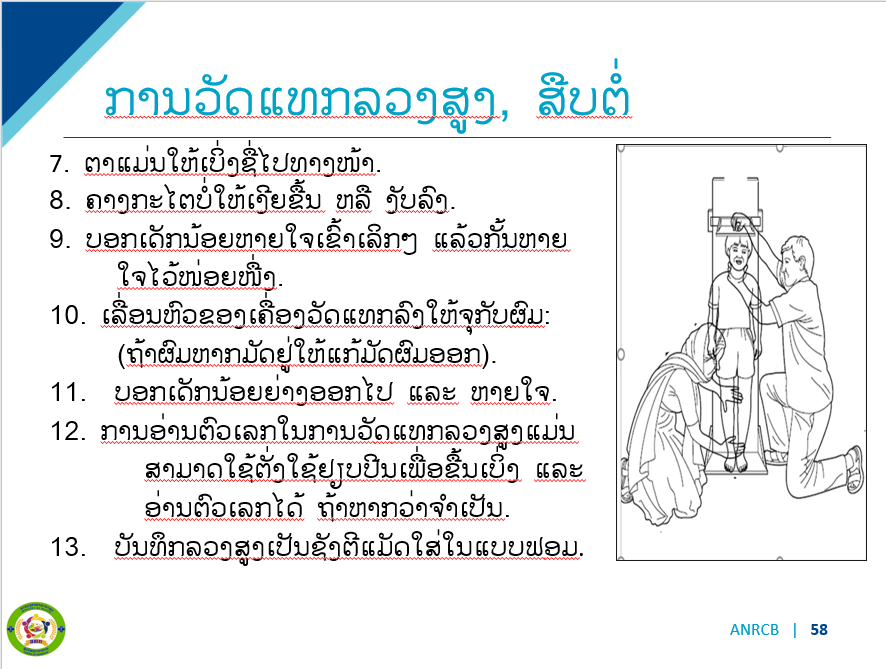 ການວັດແທກລວງສູງ, ສືບຕໍ່
7. ຕາແມ່ນໃຫ້ເບິ່ງຊື່ໄປທາງໜ້າ.
8. ຄາງກະໄຕບໍ່ໃຫ້ເງີຍຂື້ນ ຫລື ງັບລົງ.
9. ບອກເດັກນ້ອຍຫາຍໃຈເຂົ້າເລິກໆ ແລ້ວກັ້ນຫາຍ
ໃຈໄວ້ໜ່ອຍໜື່ງ.
10. ເລື່ອນຫົວຂອງເຄື່ອງວັດແທກລົງໃຫ້ຈຸກັບຜົມ:
(ຖ້າຜົມຫາກມັດຢູ່ໃຫ້ແກ້ມັດຜົມອອກ).
11. ບອກເດັກນ້ອຍຍ່າງອອກໄປ ແລະ ຫາຍໃຈ.
12. ການອ່ານຕົວເລກໃນການວັດແທກລວງສູງແມ່ນ
ສາມາດໃຊ້ຕັ່ງໃຊ້ຢຽບປີນເພື່ອຂື້ນເບິ່ງ ແລະ
ອ່ານຕົວເລກໄດ້ ຖ້າຫາກວ່າຈຳເປັນ.
13. ບັນທຶກລວງສູງເປັນຊັງຕີແມັດໃສ່ໃນແບບຟອມ.
ANRCB | 58